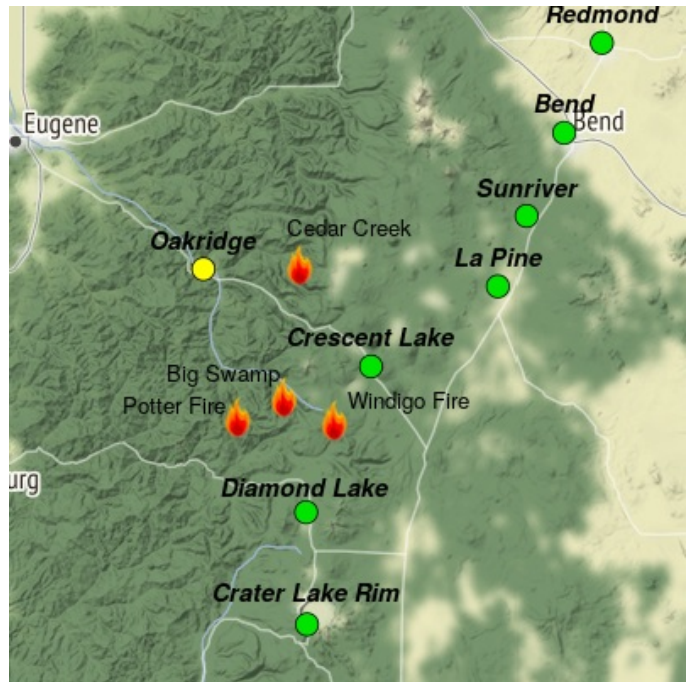 Redmond
Bend
Bend
Eugene
Sunriver
Cedar Creek
Oakridge
La Pine
Crescent Lake
Big Swamp
Potter Fire
Windigo Fire
urg
Diamond Lake
Crater Lake Rim